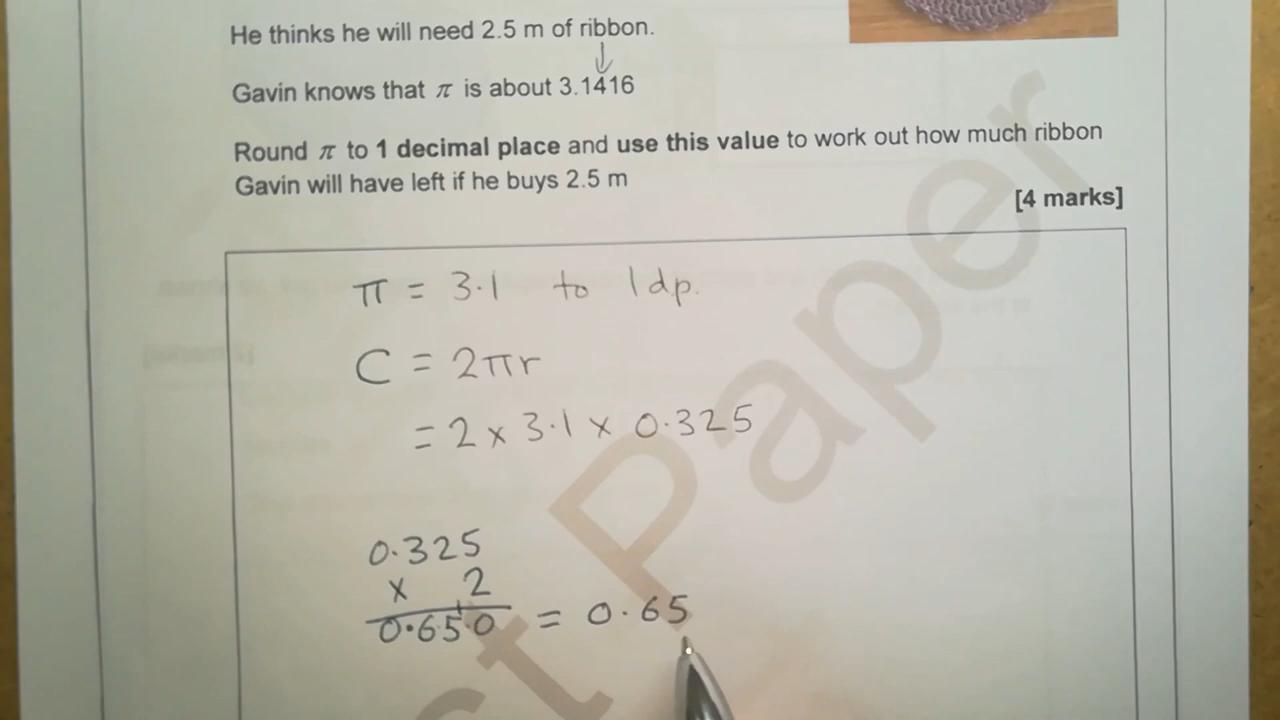 He thinks he will need 2.5 m of ribbon.
Gavin knows that π is about 3.1416
Round π to 1 decimal place and use this value to work out how much ribbon
Gavin will have left if he buys 2.5 m
[4 marks]
π = 3.1 to 1dp.
C = 2πr
= 2 x 3.1 x 0.325
0.325
x 2
0.650 = 0.65
st Paper